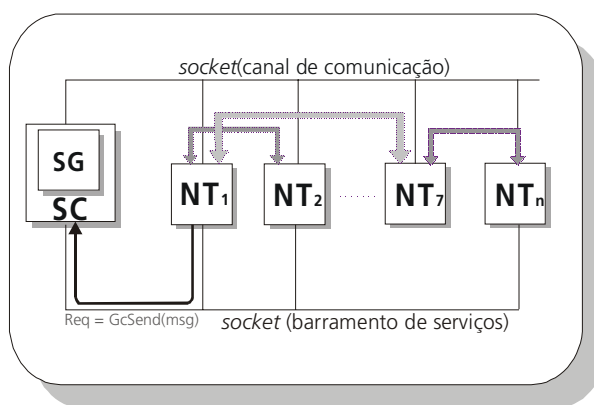 socket(canal de comunicação)
SG
SC
NT1
NT2
NT7
NTn
Req = GcSend(msg)
socket (barramento de serviços)